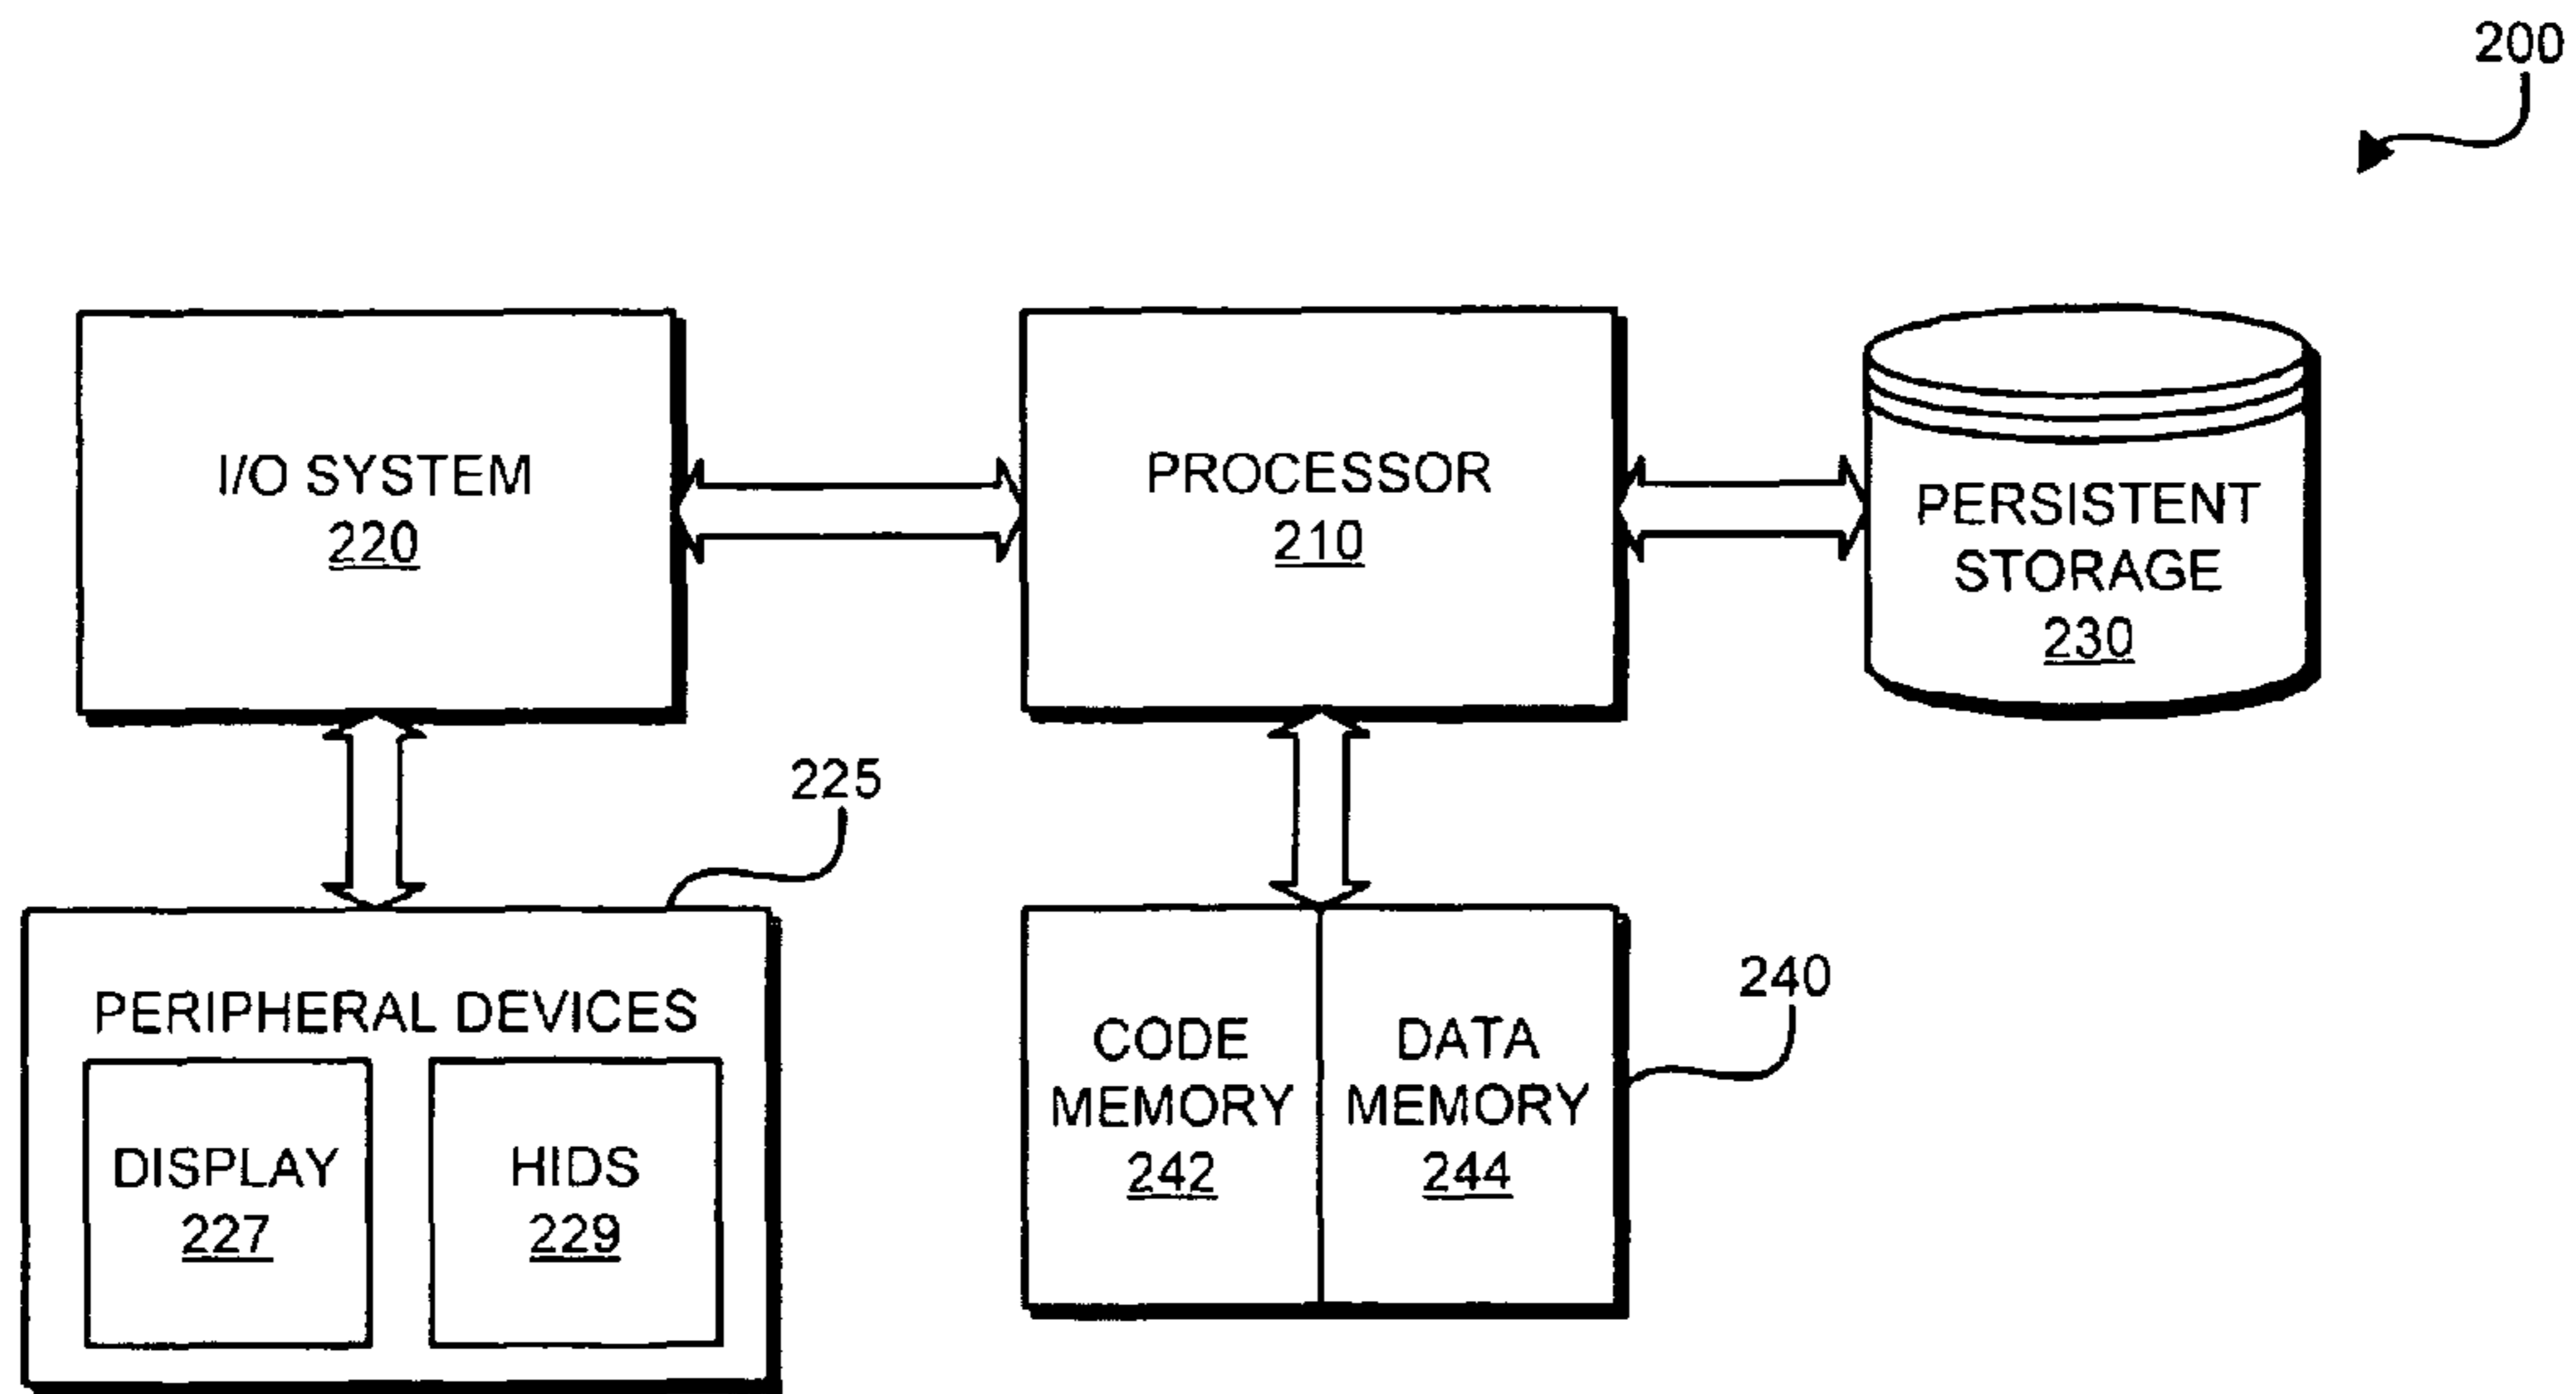 200
I/O SYSTEM
220
PROCESSOR
210
PERSISTENT
STORAGE
230
225
PERIPHERAL DEVICES
DISPLAY
227
HIDS
229
240
CODE
MEMORY
242
DATA
MEMORY
244